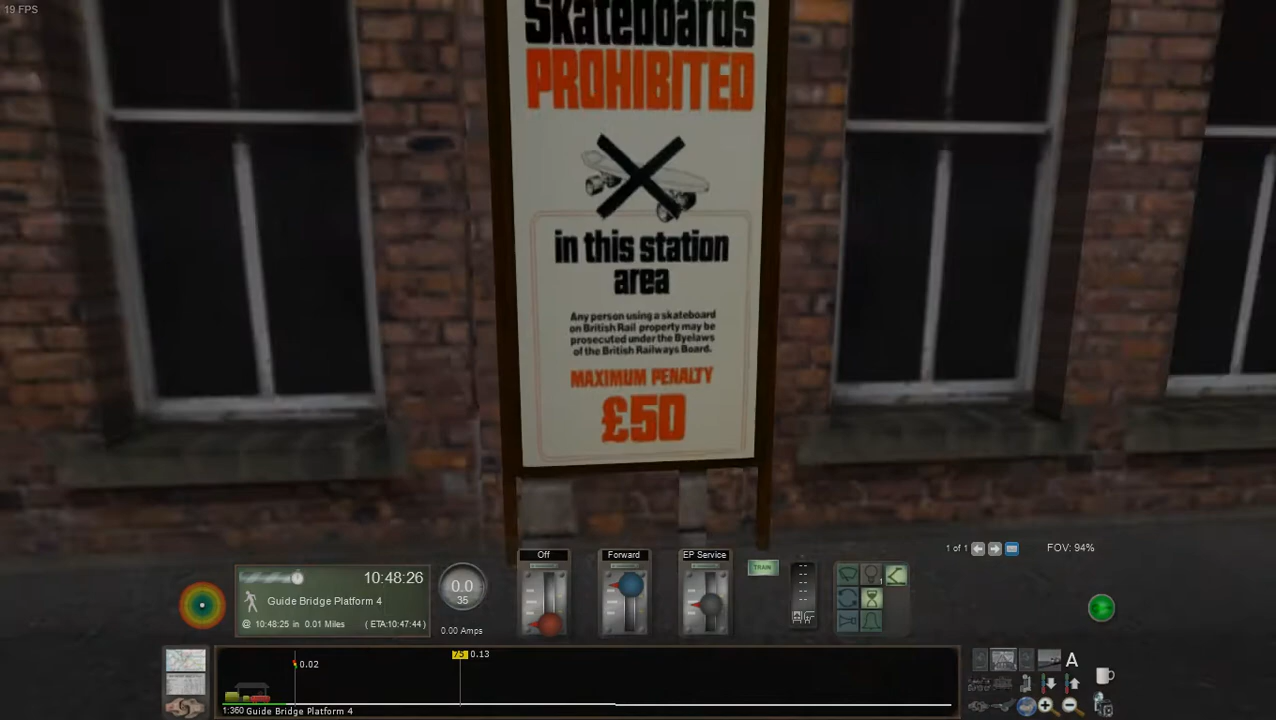 19 FPS
Skateboards
PROHIBITED
in this station
area
Any person using a skateboard
on British Rail property may be
prosecuted under the Byelaws
of the British Railways Board.
MAXIMUM PENALTY
£50
1 of 1
FOV: 94%
Off
Forward
EP Service
TRAIN
10:48:26
Guide Bridge Platform 4
@ 10:48:25 in 0.01 Miles ( ETA:10:47:44 )
0.0
35
0.00 Amps
1
A
75 0.13
0.02
1:360 Guide Bridge Platform 4